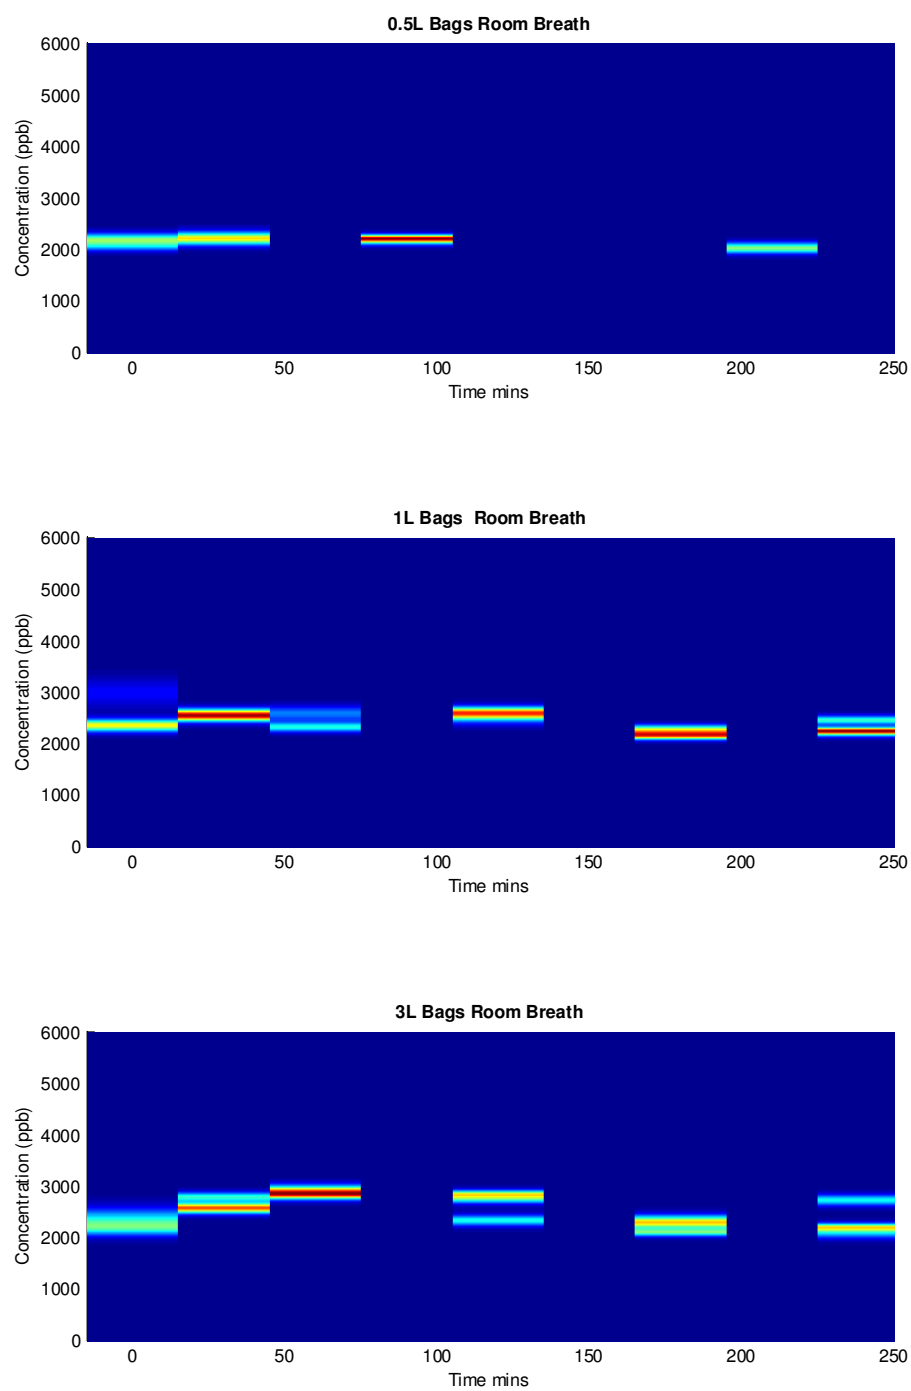 0.5L Bags Room Breath
6000
5000
4000
3000
2000
1000
0
Concentration (ppb)
0 50 100 150 200 250
Time mins
1L Bags  Room Breath
6000
5000
4000
3000
2000
1000
0
Concentration (ppb)
0 50 100 150 200 250
Time mins
3L Bags Room Breath
6000
5000
4000
3000
2000
1000
0
Concentration (ppb)
0 50 100 150 200 250
Time mins